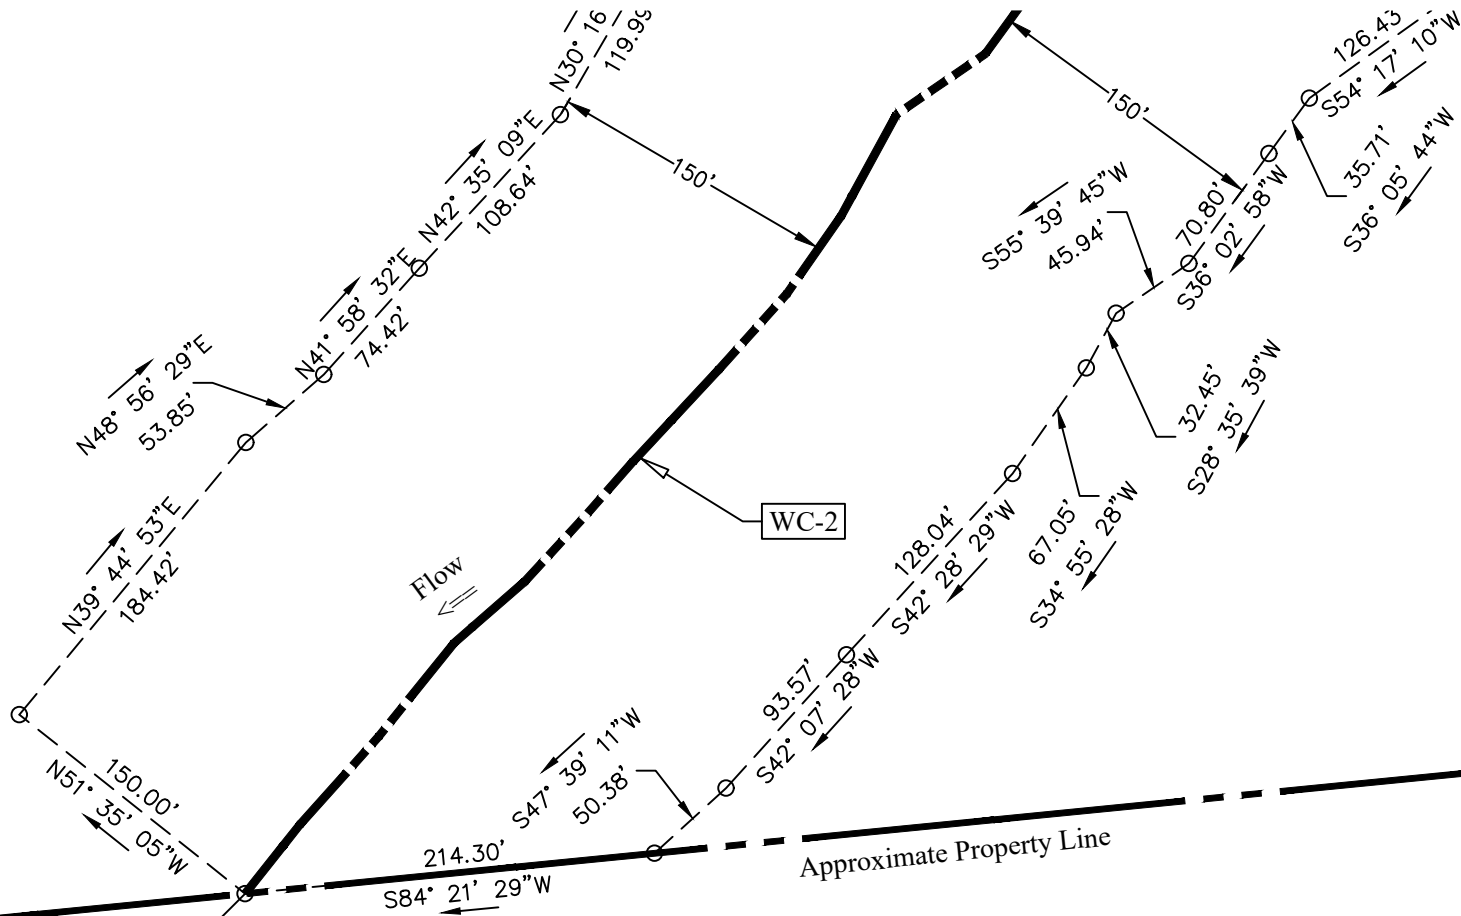 N30° 16
119.99
126.43
S54° 17' 10"W
150'
150'
35.71'
S36° 05' 44"W
N42° 35' 09"E
108.64'
S55° 39' 45"W
45.94'
70.80'
S36° 02' 58"W
N41° 58' 32"E
74.42'
N48° 56' 29"E
53.85'
32.45'
S28° 35' 39"W
WC-2
67.05'
S34° 55' 28"W
128.04'
S42° 28' 29"W
N39° 44' 53"E
184.42'
Flow
93.57'
S42° 07' 28"W
S47° 39' 11"W
50.38'
150.00'
N51° 35' 05"W
214.30'
S84° 21' 29"W
Approximate Property Line